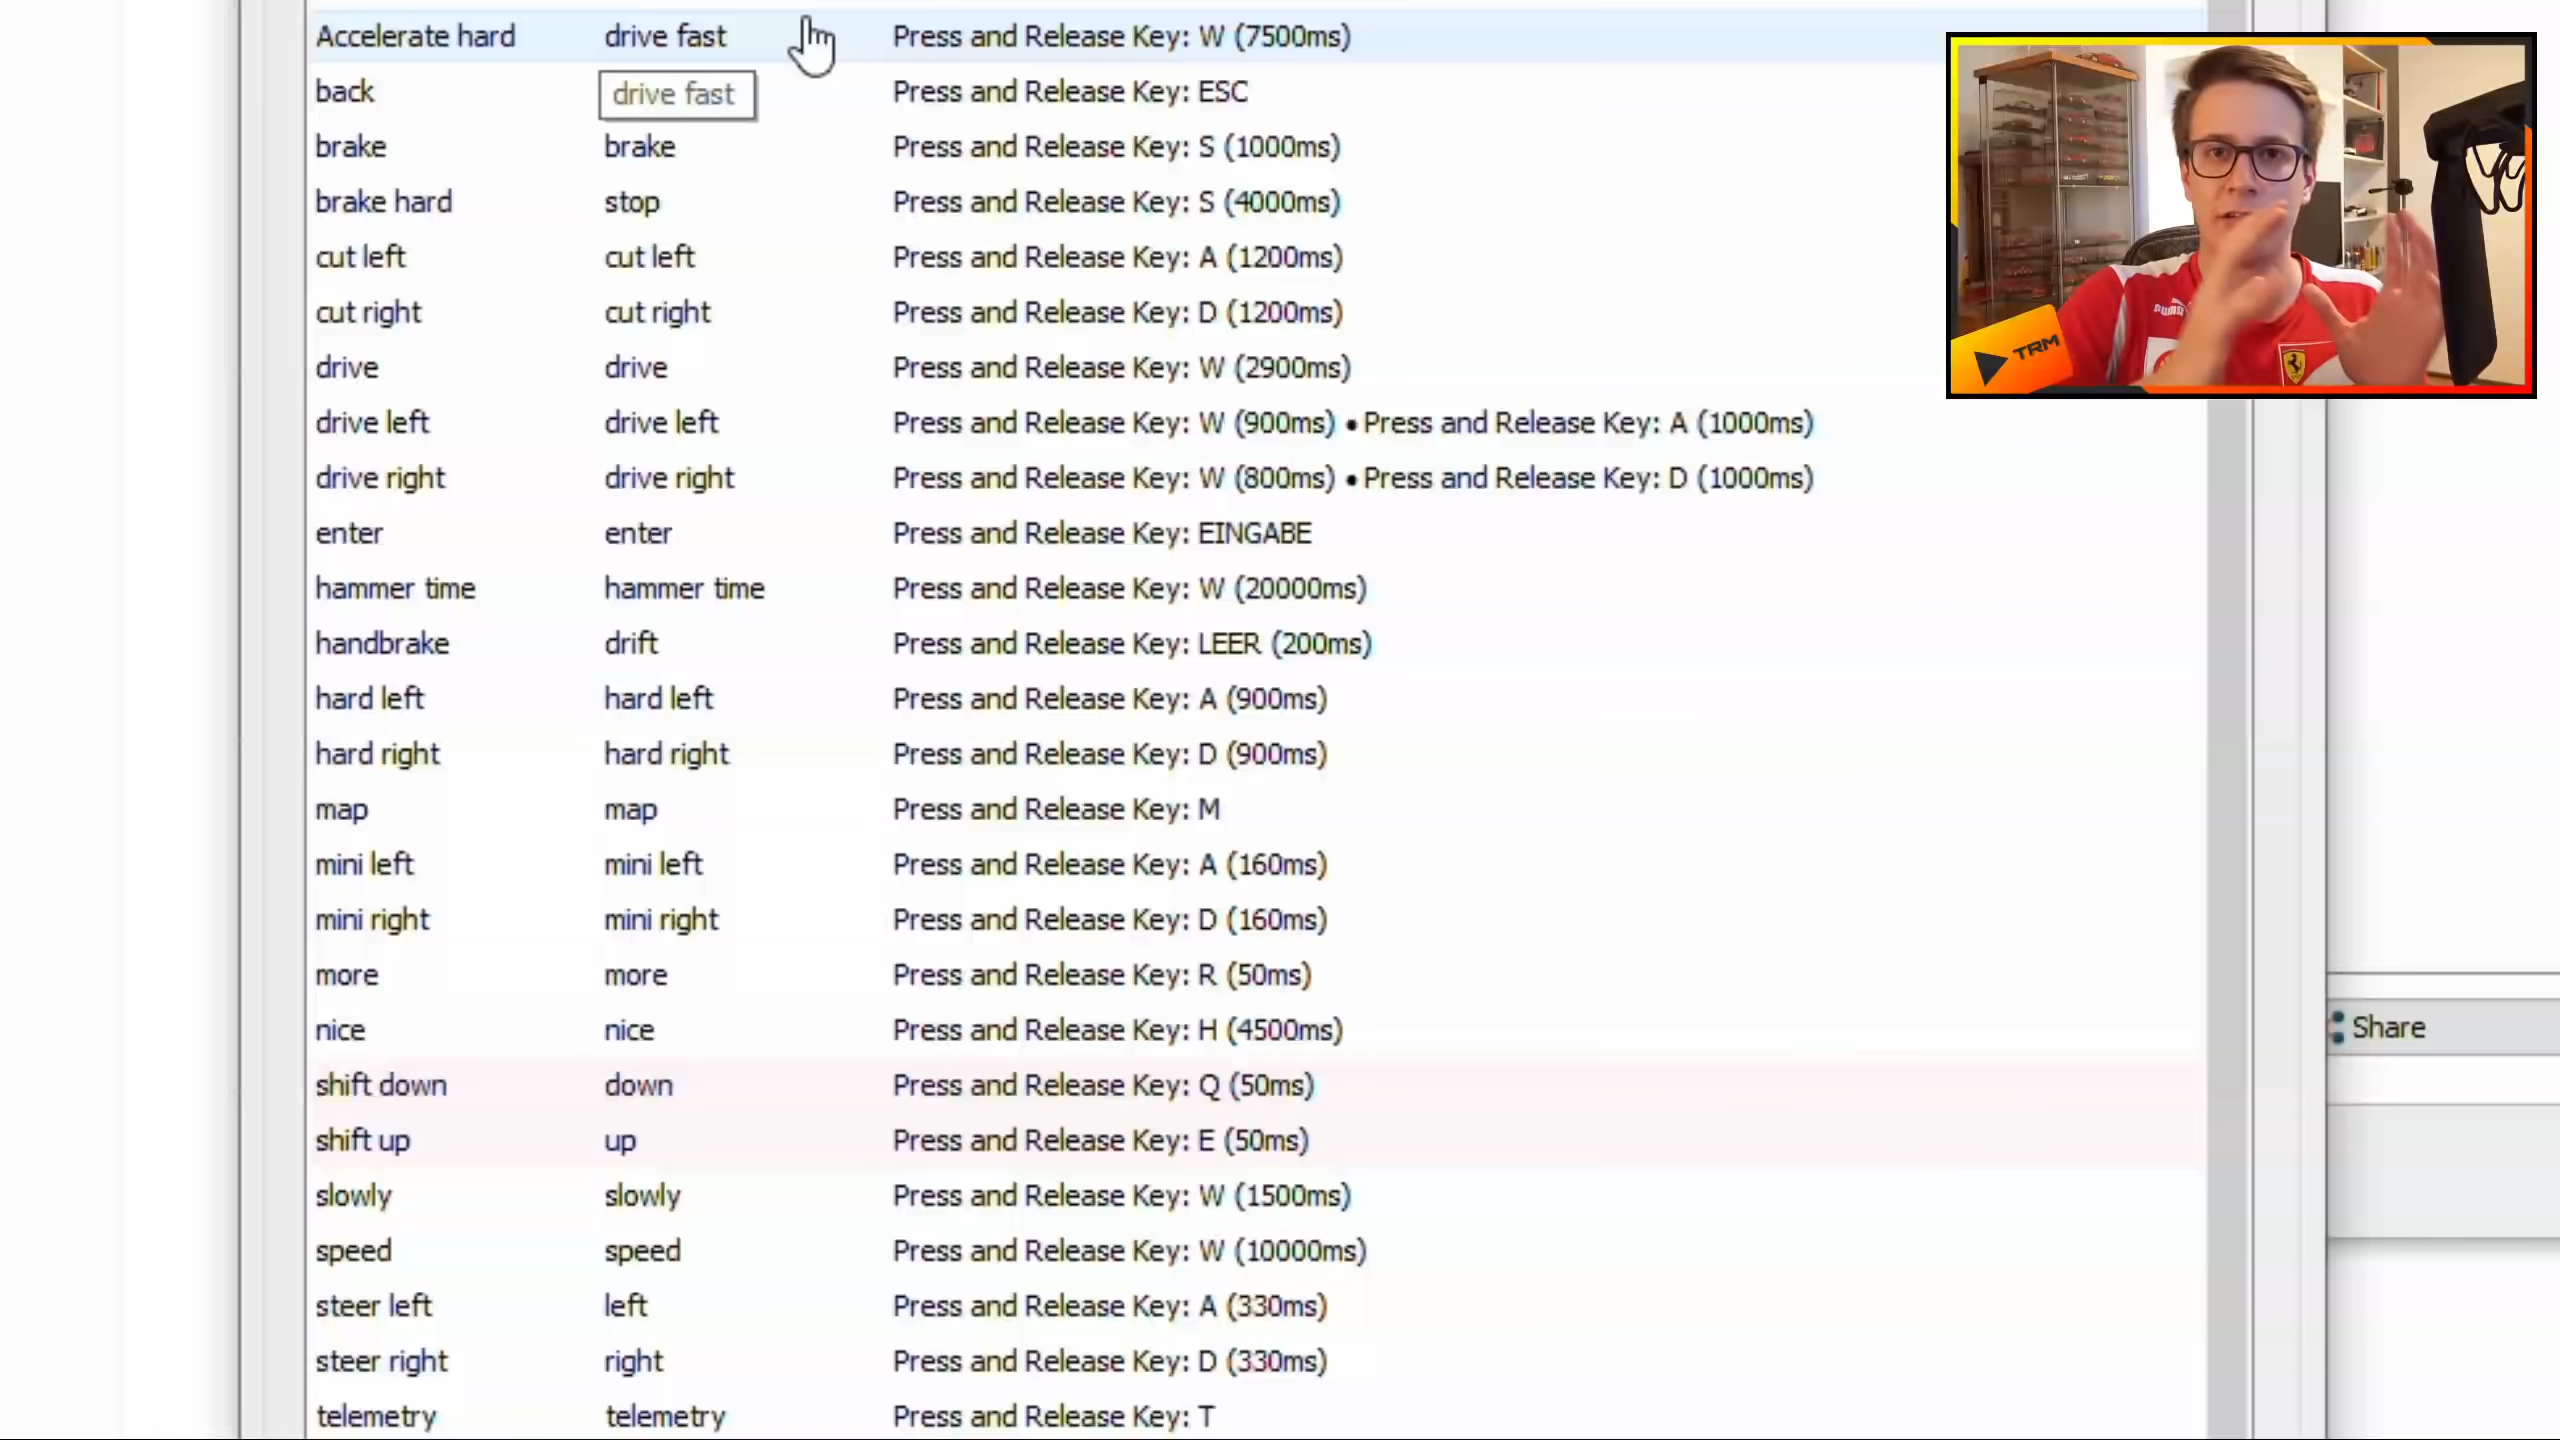 Accelerate hard drive fast Press and Release Key: W (7500ms)
back drive fast Press and Release Key: ESC
brake brake Press and Release Key: S (1000ms)
brake hard stop Press and Release Key: S (4000ms)
cut left cut left Press and Release Key: A (1200ms)
cut right cut right Press and Release Key: D (1200ms)
drive drive Press and Release Key: W (2900ms)
drive left drive left Press and Release Key: W (900ms) • Press and Release Key: A (1000ms)
drive right drive right Press and Release Key: W (800ms) • Press and Release Key: D (1000ms)
enter enter Press and Release Key: EINGABE
hammer time hammer time Press and Release Key: W (20000ms)
handbrake drift Press and Release Key: LEER (200ms)
hard left hard left Press and Release Key: A (900ms)
hard right hard right Press and Release Key: D (900ms)
map map Press and Release Key: M
mini left mini left Press and Release Key: A (160ms)
mini right mini right Press and Release Key: D (160ms)
more more Press and Release Key: R (50ms)
nice nice Press and Release Key: H (4500ms)
shift down down Press and Release Key: Q (50ms)
shift up up Press and Release Key: E (50ms)
slowly slowly Press and Release Key: W (1500ms)
speed speed Press and Release Key: W (10000ms)
steer left left Press and Release Key: A (330ms)
steer right right Press and Release Key: D (330ms)
telemetry telemetry Press and Release Key: T
PUMA
TRM
Share